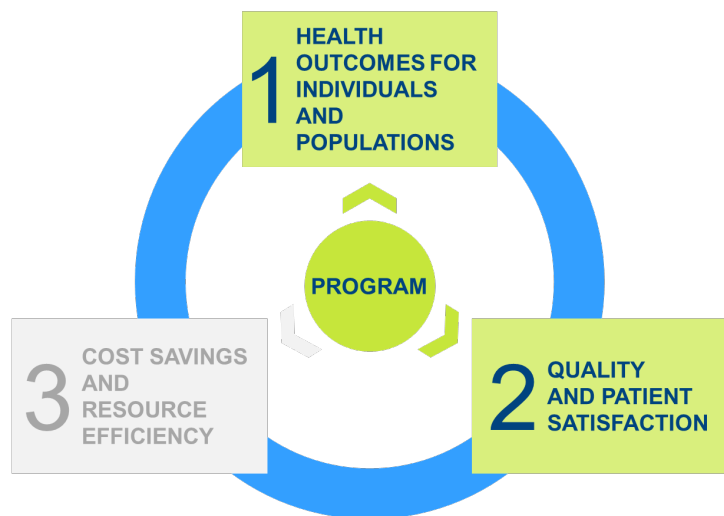 1
HEALTH
OUTCOMES FOR
INDIVIDUALS
AND
POPULATIONS
PROGRAM
2
QUALITY
AND PATIENT
SATISFACTION
3
COST SAVINGS
AND
RESOURCE
EFFICIENCY